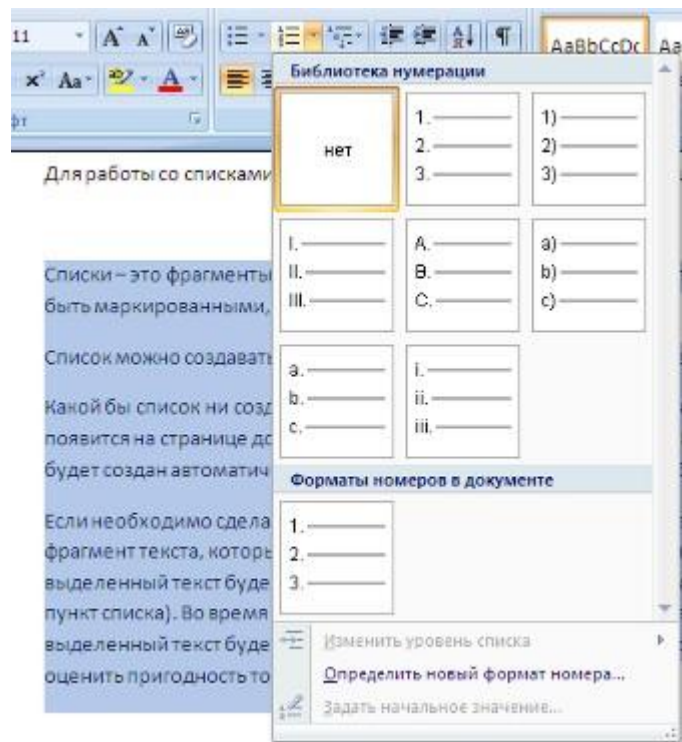 11
A A
AaBbCcDc Aa
x² Aa ab A
фт
Библиотека нумерации
нет
1.
2.
3.
1)
2)
3)
I.
II.
III.
A.
B.
C.
a)
b)
c)
a.
b.
c.
i.
ii.
iii.
Форматы номеров в документе
1.
2.
3.
Изменить уровень списка
Определить новый формат номера...
Задать начальное значение...
Для работы со списками
Списки – это фрагменты
быть маркированными,
Список можно создавать
Какой бы список ни созд
появится на странице до
будет создан автоматич
Если необходимо сдела
фрагмент текста, которы
выделенный текст буде
пункт списка). Во время
выделенный текст буде
оценить пригодность то